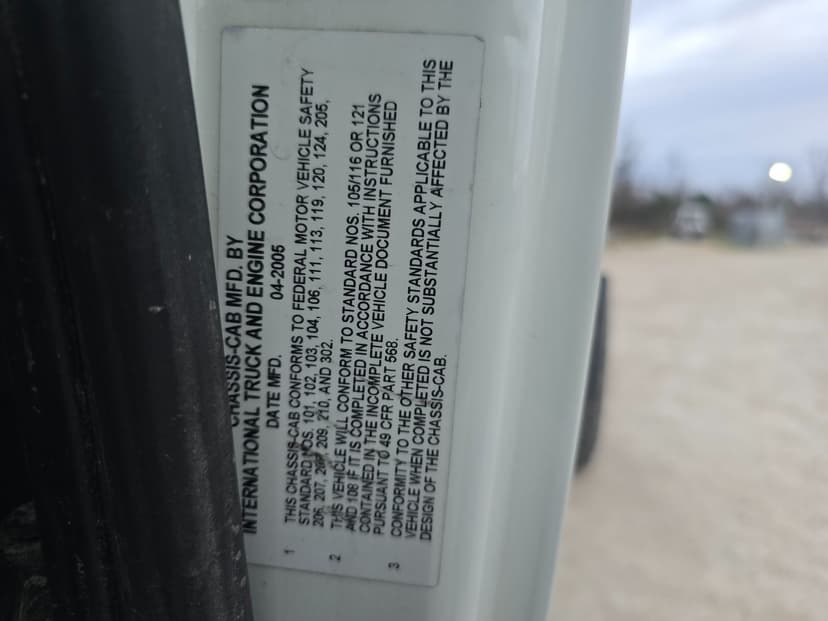 CHASSIS-CAB MFD. BY
INTERNATIONAL TRUCK AND ENGINE CORPORATION
DATE MFD. 04-2005
1 THIS CHASSIS-CAB CONFORMS TO FEDERAL MOTOR VEHICLE SAFETY
STANDARD NOS. 101, 102, 103, 104, 106, 111, 113, 119, 120, 124, 205,
206, 207, 208, 209, 210, AND 302.
2 THIS VEHICLE WILL CONFORM TO STANDARD NOS. 105/116 OR 121
AND 108 IF IT IS COMPLETED IN ACCORDANCE WITH INSTRUCTIONS
CONTAINED IN THE INCOMPLETE VEHICLE DOCUMENT FURNISHED
PURSUANT TO 49 CFR PART 568.
3 CONFORMITY TO THE OTHER SAFETY STANDARDS APPLICABLE TO THIS
VEHICLE WHEN COMPLETED IS NOT SUBSTANTIALLY AFFECTED BY THE
DESIGN OF THE CHASSIS-CAB.